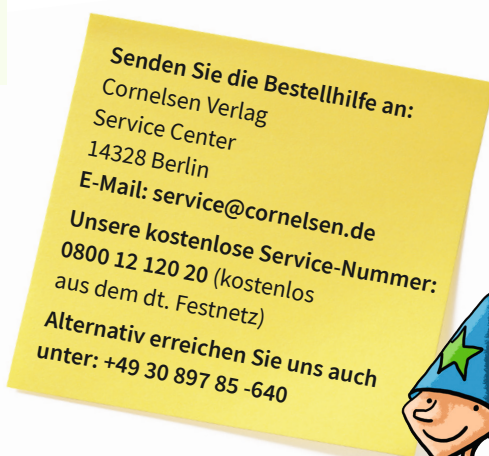 Senden Sie die Bestellhilfe an:
Cornelsen Verlag
Service Center
14328 Berlin
E-Mail: service@cornelsen.de
Unsere kostenlose Service-Nummer:
0800 12 120 20 (kostenlos
aus dem dt. Festnetz)
Alternativ erreichen Sie uns auch
unter: +49 30 897 85 -640